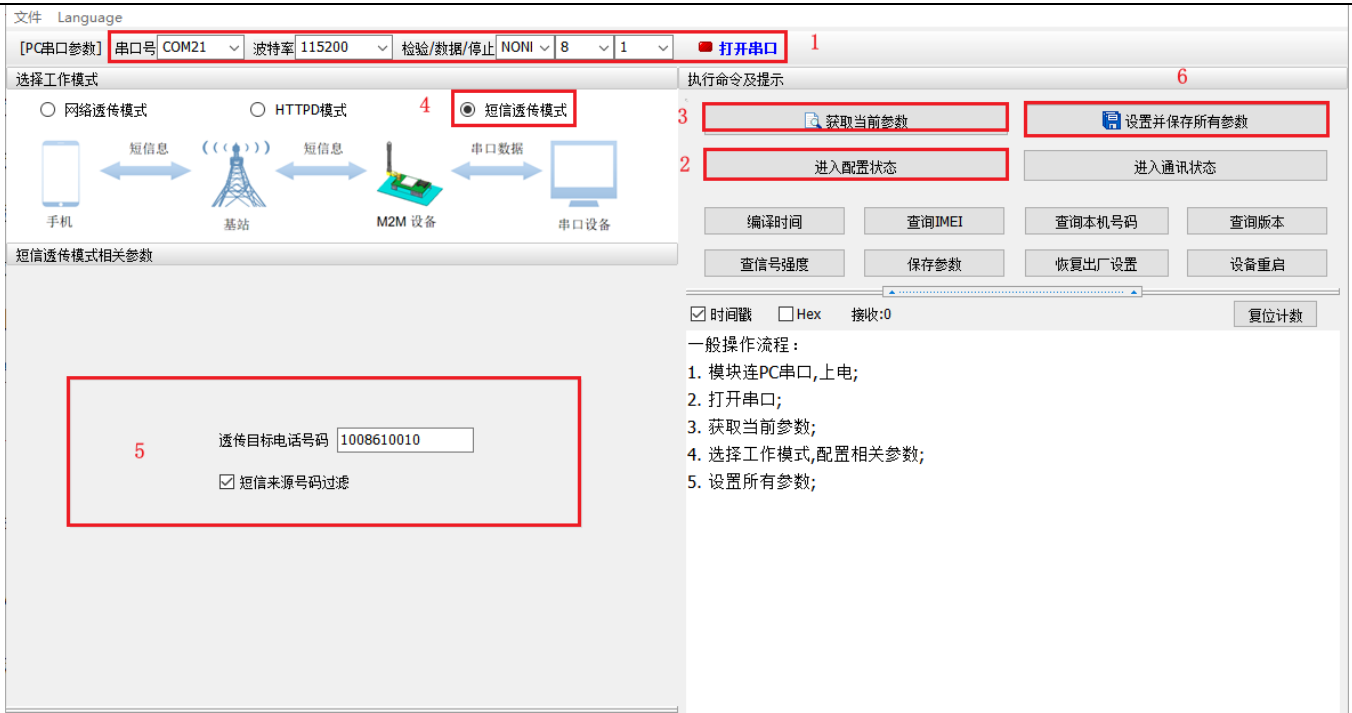 文件 Language
[PC串口参数] 串口号 COM21 波特率 115200 检验/数据/停止 NONI 8 1 打开串口 1
选择工作模式
网络透传模式 HTTPD模式 4 短信透传模式
短信息 短信息 串口数据
手机 基站 M2M 设备 串口设备
短信透传模式相关参数
5
透传目标电话号码 1008610010
短信来源号码过滤
执行命令及提示 6
3 获取当前参数 设置并保存所有参数
2 进入配置状态 进入通讯状态
编译时间 查询IMEI 查询本机号码 查询版本
查信号强度 保存参数 恢复出厂设置 设备重启
时间戳 Hex 接收:0 复位计数
一般操作流程:
1. 模块连PC串口,上电;
2. 打开串口;
3. 获取当前参数;
4. 选择工作模式,配置相关参数;
5. 设置所有参数;